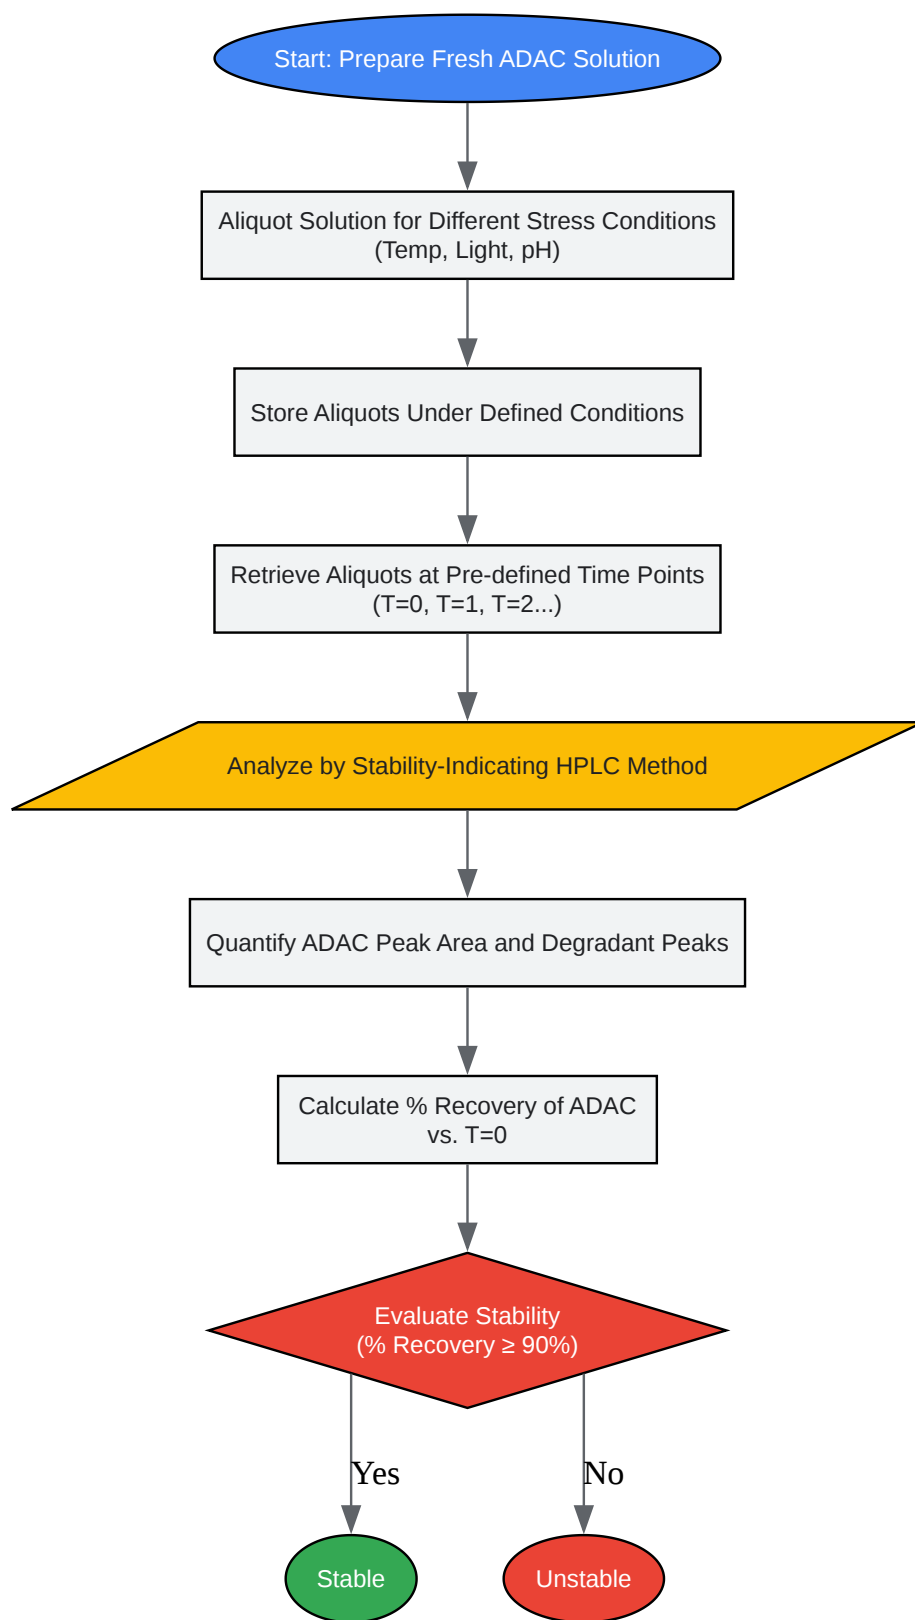 Start: Prepare Fresh ADAC Solution
Aliquot Solution for Different Stress Conditions
(Temp, Light, pH)
Store Aliquots Under Defined Conditions
Retrieve Aliquots at Pre-defined Time Points
(T=0, T=1, T=2...)
Analyze by Stability-Indicating HPLC Method
Quantify ADAC Peak Area and Degradant Peaks
Calculate % Recovery of ADAC
vs. T=0
Evaluate Stability
(% Recovery ≥ 90%)
Yes
No
Stable
Unstable